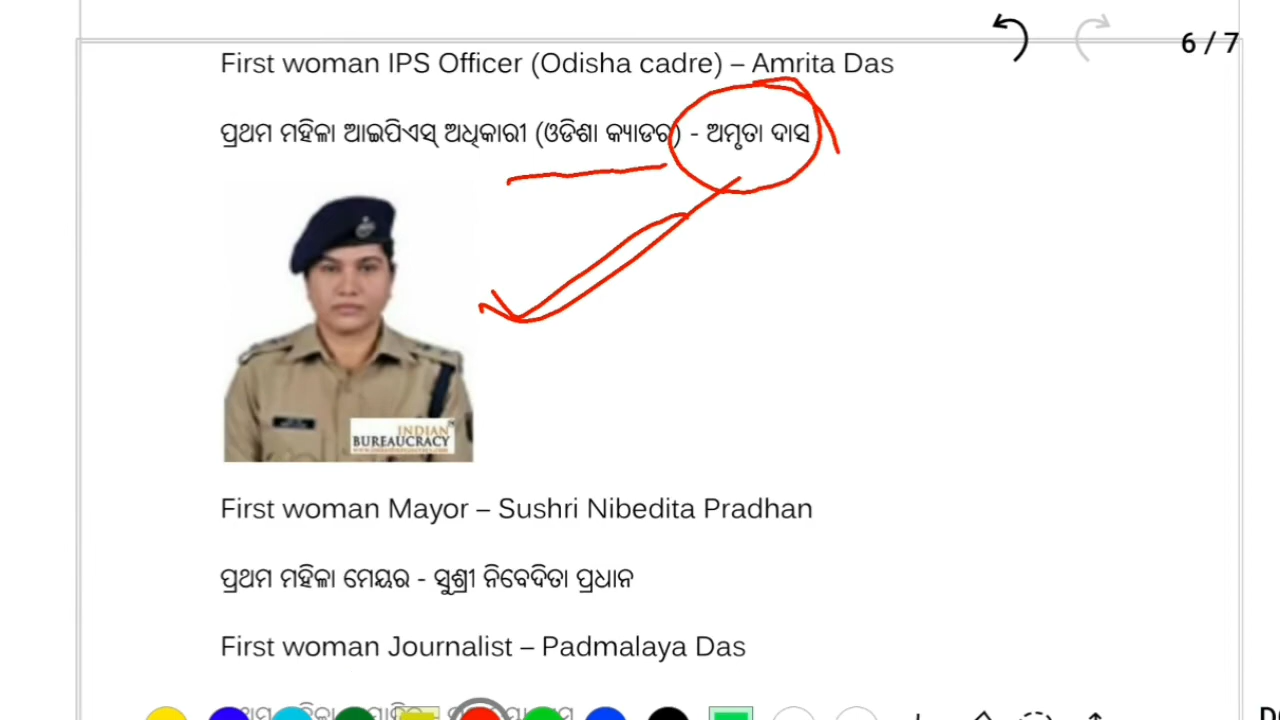 6 / 7
First woman IPS Officer (Odisha cadre) – Amrita Das
ପ୍ରଥମ ମହିଳା ଆଇପିଏସ୍ ଅଧିକାରୀ (ଓଡିଶା କ୍ୟାଡର) - ଅମୃତା ଦାସ
INDIAN
BUREAUCRACY
First woman Mayor – Sushri Nibedita Pradhan
ପ୍ରଥମ ମହିଳା ମେୟର - ସୁଶ୍ରୀ ନିବେଦିତା ପ୍ରଧାନ
First woman Journalist – Padmalaya Das